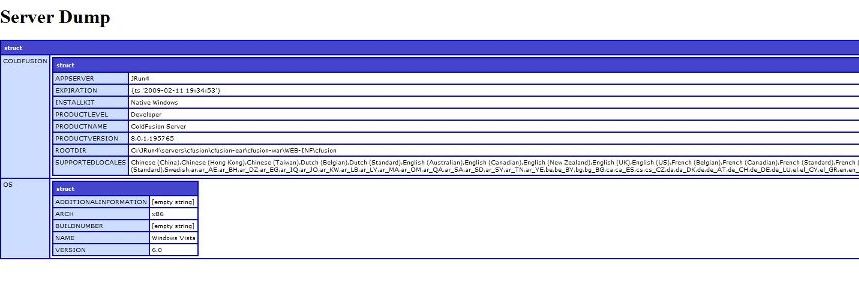 Server Dump
struct
COLDFUSION
struct
APPSERVER JRun4
EXPIRATION {ts '2009-02-11 19:34:53'}
INSTALLKIT Native Windows
PRODUCTLEVEL Developer
PRODUCTNAME ColdFusion Server
PRODUCTVERSION 8,0,1,195765
ROOTDIR C:\JRun4\servers\cfusion\cfusion-ear\cfusion-war\WEB-INF\cfusion
SUPPORTEDLOCALES Chinese (China),Chinese (Hong Kong),Chinese (Taiwan),Dutch (Belgian),Dutch (Standard),English (Australian),English (Canadian),English (New Zealand),English (UK),English (US),French (Belgian),French (Canadian),French (Standard),French (
(Standard),Swedish,ar,ar_AE,ar_BH,ar_DZ,ar_EG,ar_IQ,ar_JO,ar_KW,ar_LB,ar_LY,ar_MA,ar_OM,ar_QA,ar_SA,ar_SD,ar_SY,ar_TN,ar_YE,be,be_BY,bg,bg_BG,ca,ca_ES,cs,cs_CZ,da,da_DK,de,de_AT,de_CH,de_DE,de_LU,el,el_CY,el_GR,en,en_
OS
struct
ADDITIONALINFORMATION [empty string]
ARCH x86
BUILDNUMBER [empty string]
NAME Windows Vista
VERSION 6.0